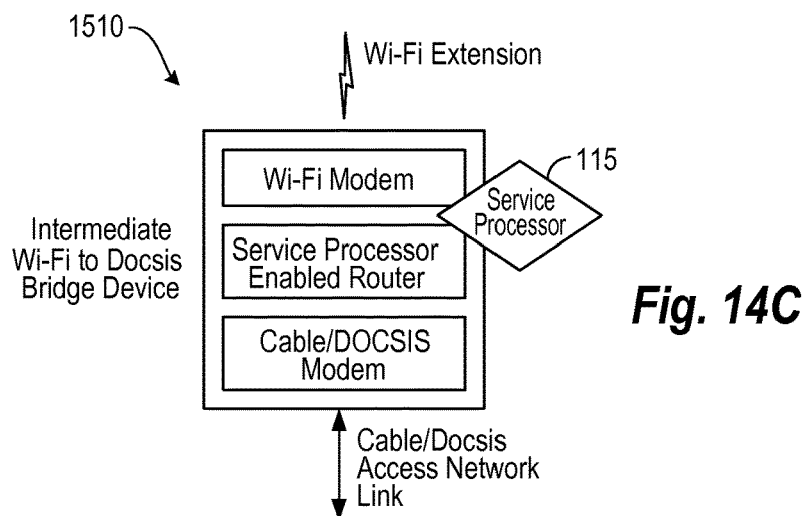 1510
Wi-Fi Extension
115
Wi-Fi Modem
Service
Processor
Intermediate
Wi-Fi to Docsis
Bridge Device
Service Processor
Enabled Router
Cable/DOCSIS
Modem
Fig. 14C
Cable/Docsis
Access Network
Link